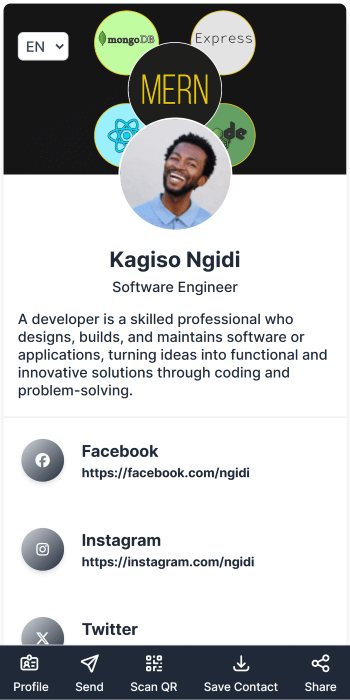 EN
mongoDB
Express
MERN
de
Kagiso Ngidi
Software Engineer
A developer is a skilled professional who
designs, builds, and maintains software or
applications, turning ideas into functional and
innovative solutions through coding and
problem-solving.
Facebook
https://facebook.com/ngidi
Instagram
https://instagram.com/ngidi
Twitter
Profile
Send
Scan QR
Save Contact
Share